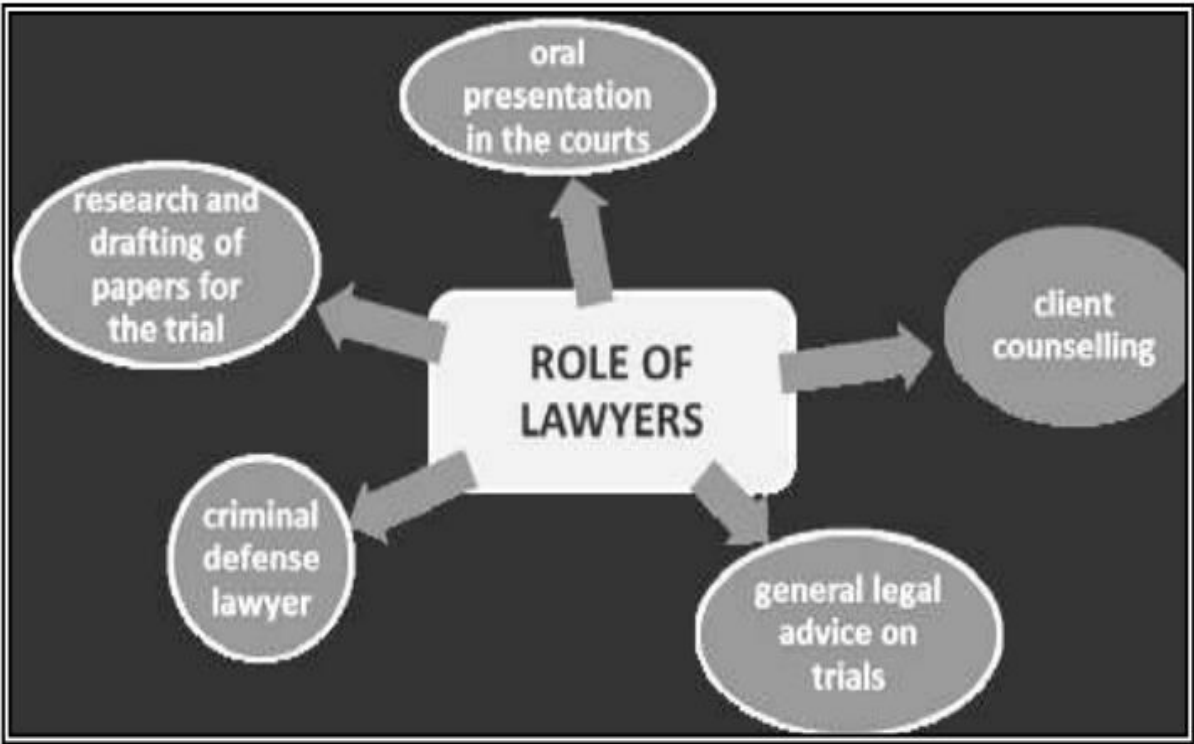 oral
presentation
in the courts
research and
drafting of
papers for
the trial
client
counselling
ROLE OF
LAWYERS
criminal
defense
lawyer
general legal
advice on
trials